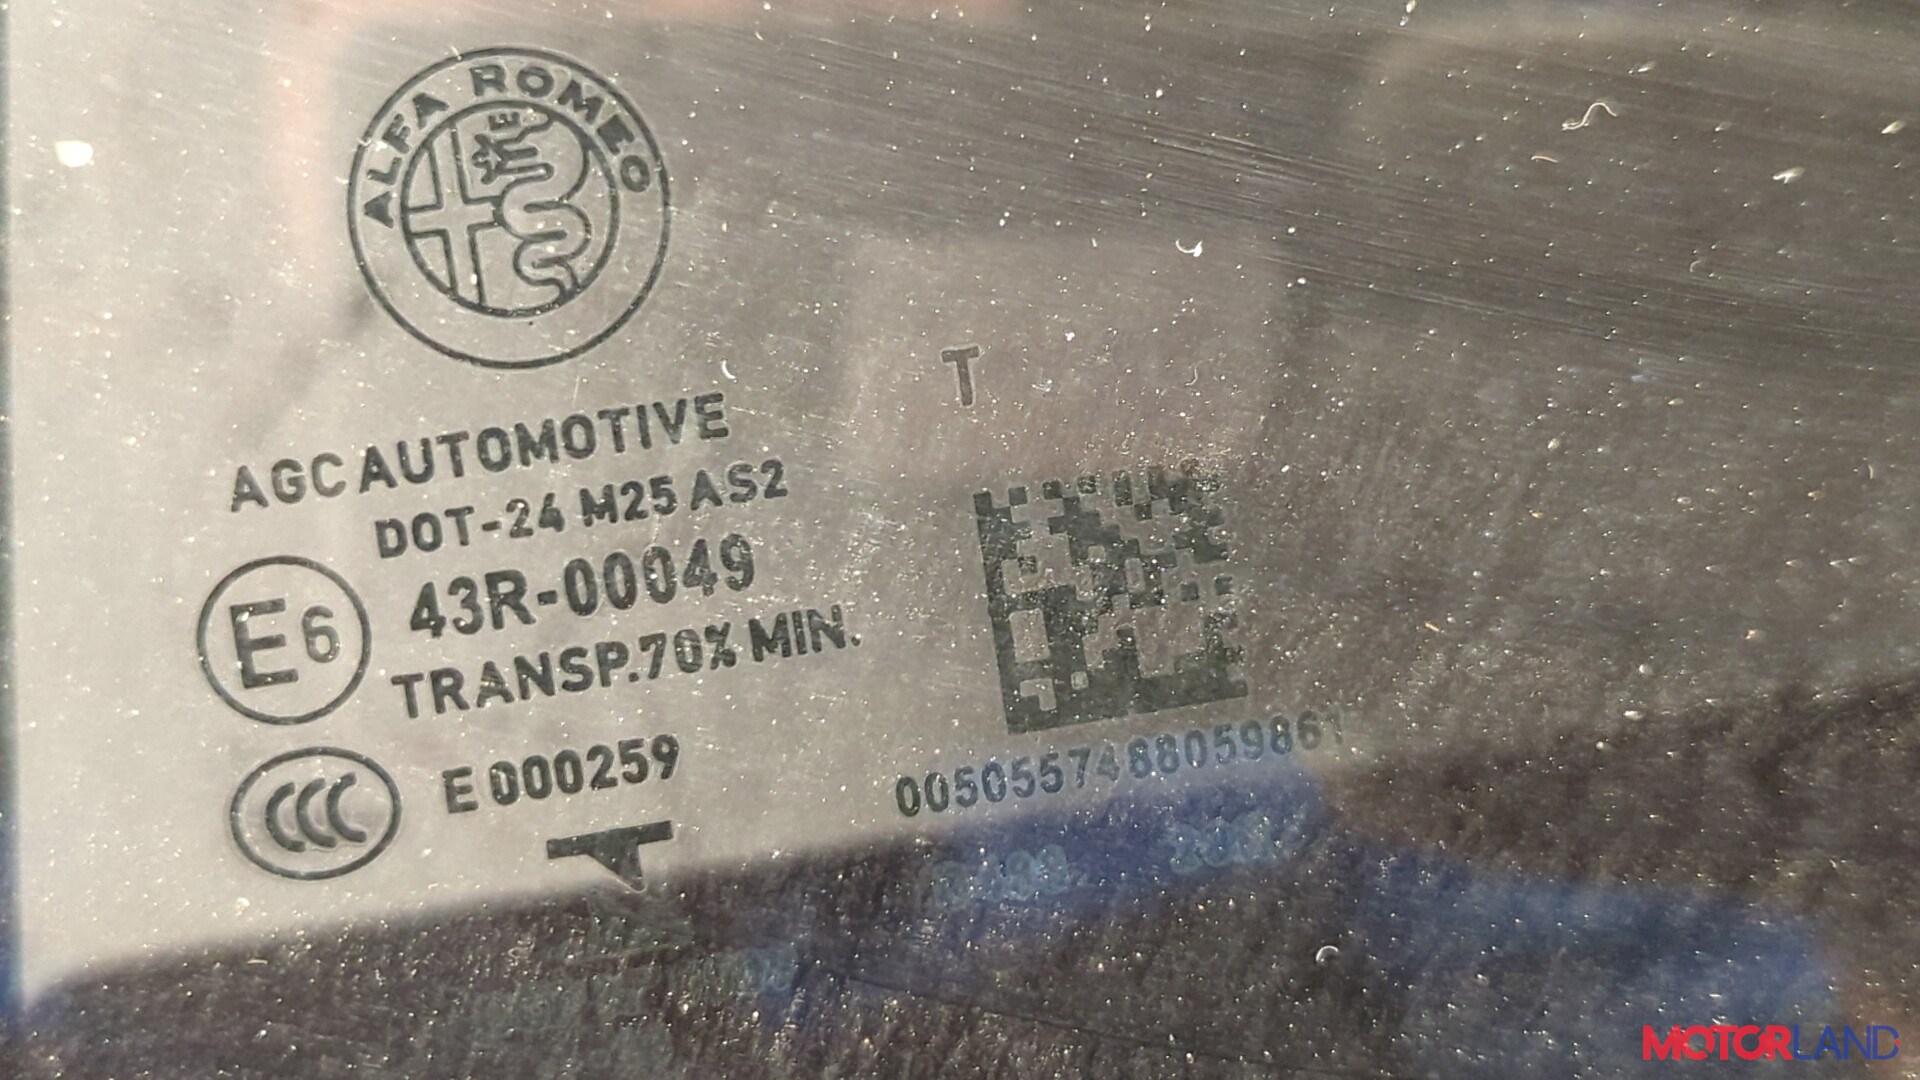 ALFA ROMEO
AGC AUTOMOTIVE
DOT-24 M25 AS2
E6
43R-00049
TRANSP.70% MIN.
CCC
E 000259
T
0050557488059861
MOTORLAND